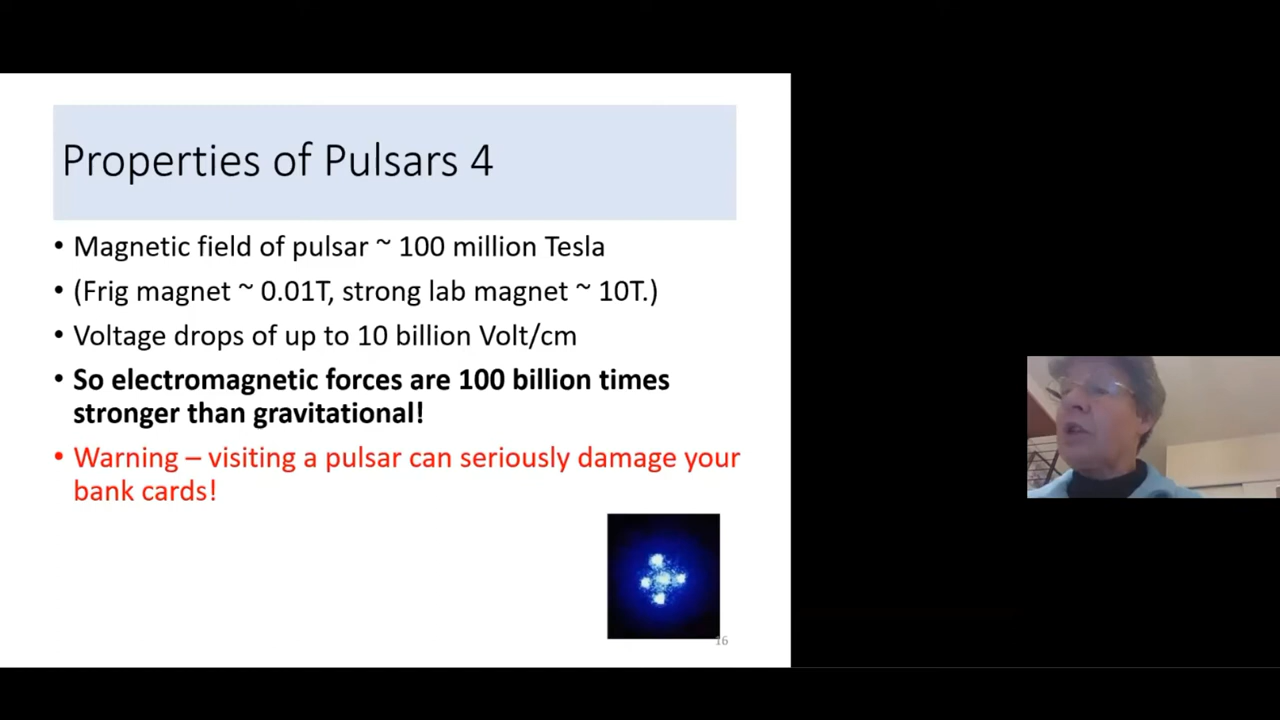 Properties of Pulsars 4
• Magnetic field of pulsar ~ 100 million Tesla
• (Frig magnet ~ 0.01T, strong lab magnet ~ 10T.)
• Voltage drops of up to 10 billion Volt/cm
• So electromagnetic forces are 100 billion times
stronger than gravitational!
• Warning – visiting a pulsar can seriously damage your
bank cards!
16